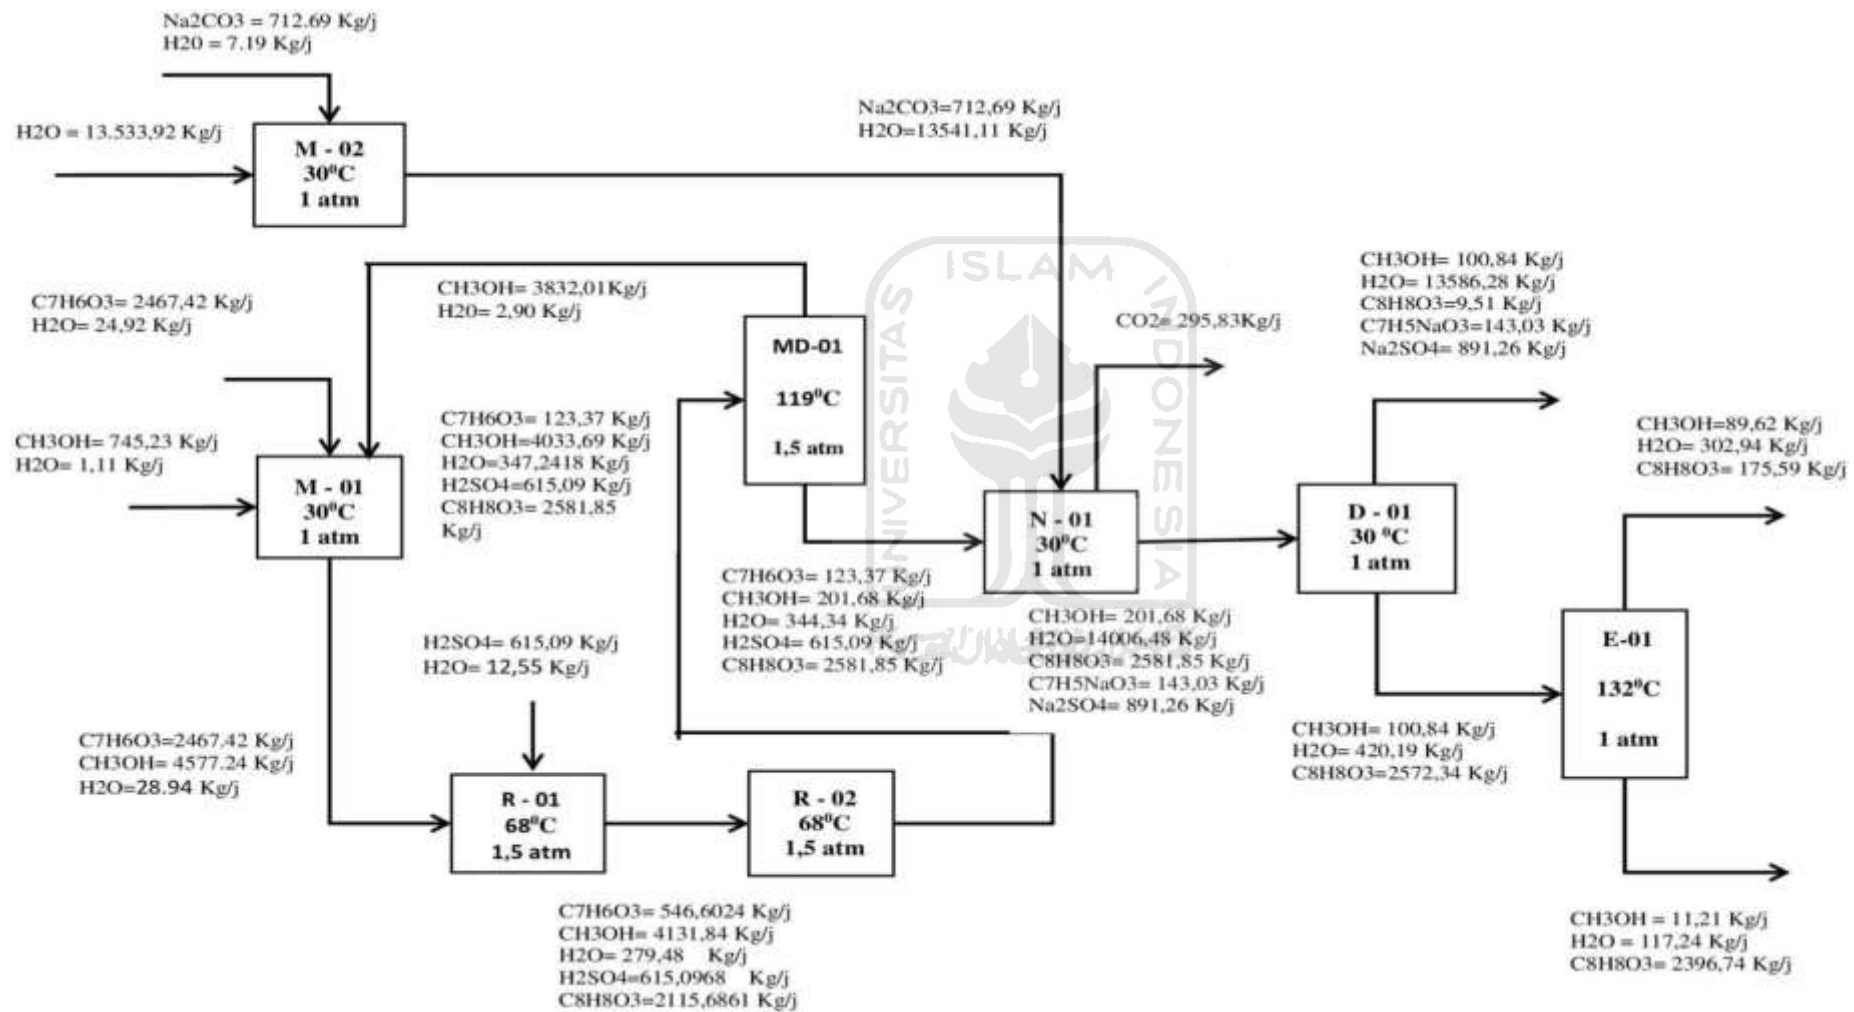 Na2CO3 = 712.69 Kg/j
H20 = 7.19 Kg/j
H2O = 13.533,92 Kg/j
M - 02
30⁰C
1 atm
Na2CO3=712,69 Kg/j
H2O=13541,11 Kg/j
C7H6O3= 2467,42 Kg/j
H2O= 24,92 Kg/j
CH3OH= 3832,01Kg/j
H20= 2,90 Kg/j
CH3OH= 745,23 Kg/j
H2O= 1,11 Kg/j
M - 01
30⁰C
1 atm
C7H6O3= 123,37 Kg/j
CH3OH=4033,69 Kg/j
H2O=347,2418 Kg/j
H2SO4=615,09 Kg/j
C8H8O3= 2581,85
Kg/j
MD-01
119⁰C
1,5 atm
UNIVERSITAS
ISLAM
INDONESIA
CO2= 295,83Kg/j
N - 01
30⁰C
1 atm
CH3OH= 100,84 Kg/j
H2O= 13586,28 Kg/j
C8H8O3=9,51 Kg/j
C7H5NaO3=143,03 Kg/j
Na2SO4= 891,26 Kg/j
D - 01
30 ⁰C
1 atm
CH3OH=89,62 Kg/j
H2O= 302,94 Kg/j
C8H8O3= 175,59 Kg/j
C7H6O3= 123,37 Kg/j
CH3OH= 201,68 Kg/j
H2O= 344,34 Kg/j
H2SO4= 615,09 Kg/j
C8H8O3= 2581,85 Kg/j
CH3OH= 201,68 Kg/j
H2O=14006,48 Kg/j
C8H8O3= 2581,85 Kg/j
C7H5NaO3= 143,03 Kg/j
Na2SO4= 891,26 Kg/j
E-01
132⁰C
1 atm
H2SO4= 615,09 Kg/j
H2O= 12,55 Kg/j
CH3OH= 100,84 Kg/j
H2O= 420,19 Kg/j
C8H8O3=2572,34 Kg/j
C7H6O3=2467,42 Kg/j
CH3OH= 4577.24 Kg/j
H2O=28.94 Kg/j
R - 01
68⁰C
1,5 atm
R - 02
68⁰C
1,5 atm
C7H6O3= 546,6024 Kg/j
CH3OH= 4131,84 Kg/j
H2O= 279,48 Kg/j
H2SO4=615,0968 Kg/j
C8H8O3=2115,6861 Kg/j
CH3OH = 11,21 Kg/j
H2O = 117,24 Kg/j
C8H8O3= 2396,74 Kg/j